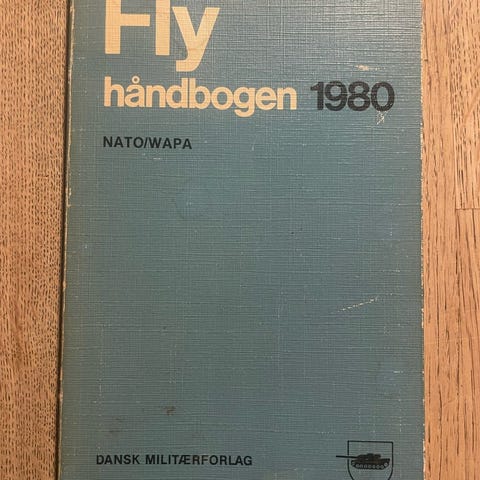 Fly
håndbogen 1980
NATO/WAPA
DANSK MILITÆRFORLAG